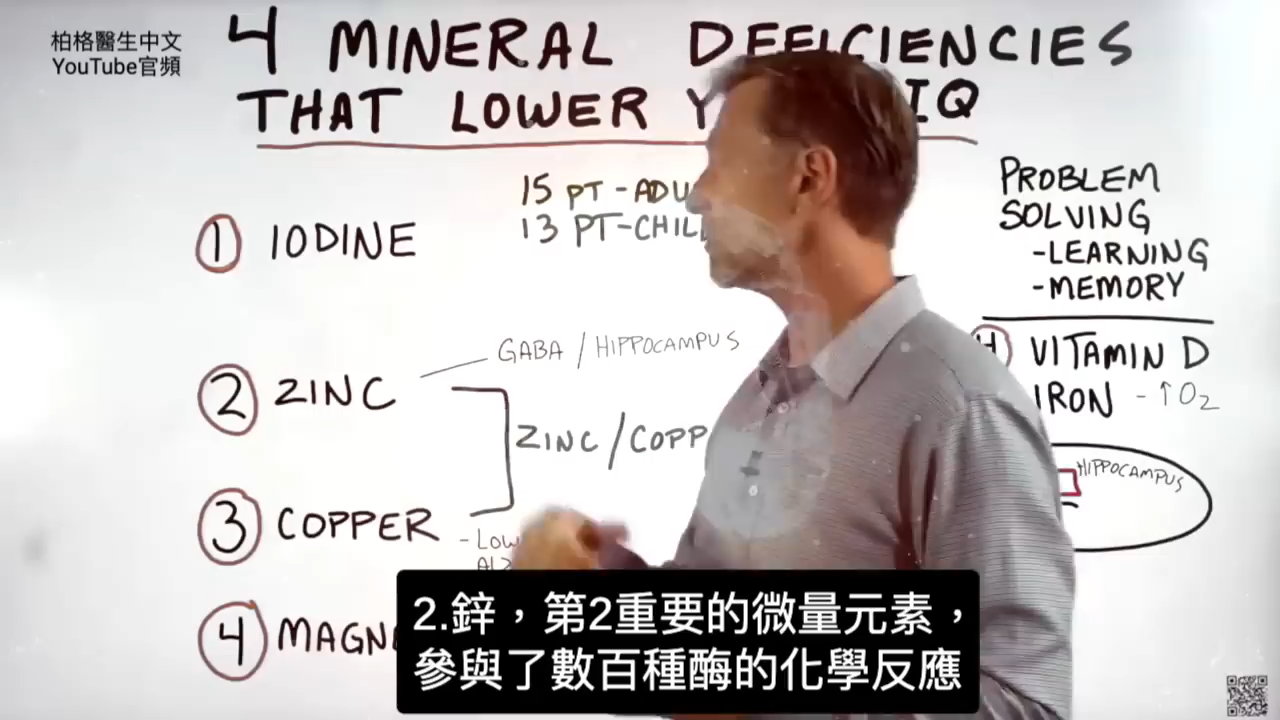 柏格醫生中文
YouTube官頻
4 MINERAL DEFICIENCIES
THAT LOWER IQ
15 PT - ADU
13 PT-CHIL
① IODINE
GABA / HIPPOCAMPUS
② ZINC
ZINC / COPP
③ COPPER
- LOW
④ MAGN
PROBLEM
SOLVING
-LEARNING
-MEMORY
VITAMIN D
IRON - ↑O₂
HIPPOCAMPUS
2.鋅，第2重要的微量元素，
參與了數百種酶的化學反應